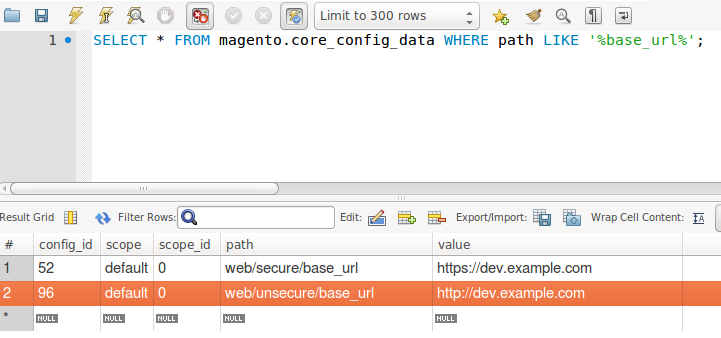 Limit to 300 rows
1 SELECT * FROM magento.core_config_data WHERE path LIKE '%base_url%';
Result Grid Filter Rows: Edit: Export/Import: Wrap Cell Content:
# config_id scope scope_id path value
1 52 default 0 web/secure/base_url https://dev.example.com
2 96 default 0 web/unsecure/base_url http://dev.example.com
* NULL NULL NULL NULL NULL